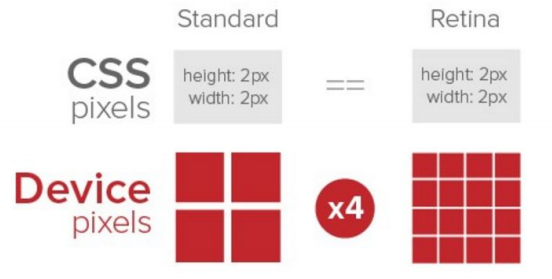 Standard
Retina
CSS
pixels
height: 2px
width: 2px
==
height: 2px
width: 2px
Device
pixels
x4